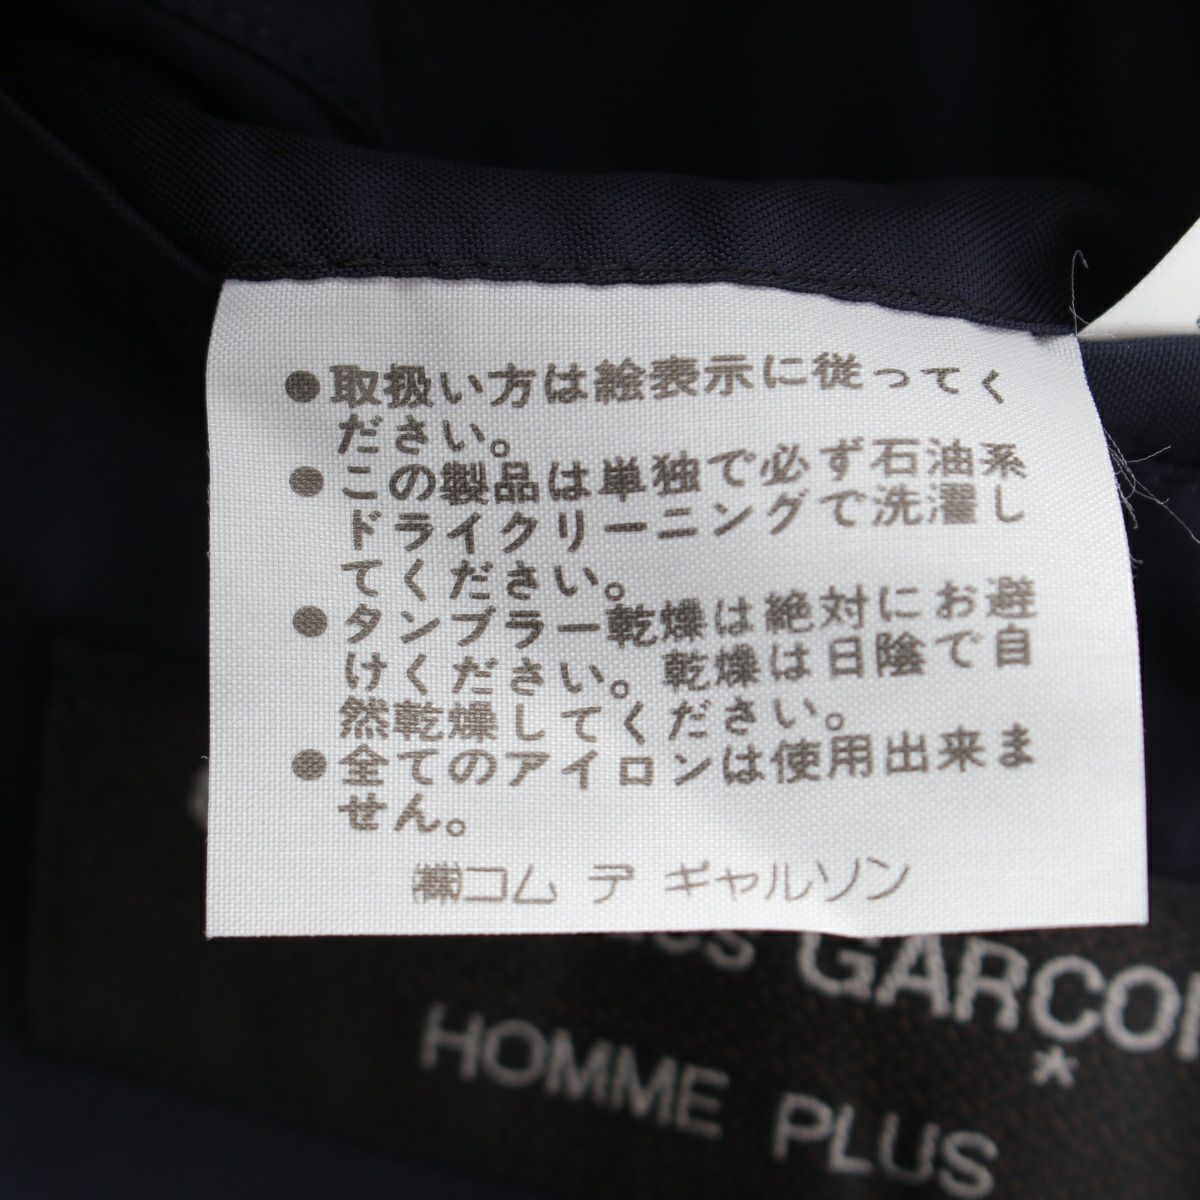 ●取扱い方は絵表示に従ってく
ださい。
●この製品は単独で必ず石油系
ドライクリーニングで洗濯し
てください。
●タンブラー乾燥は絶対にお避
けください。乾燥は日陰で自
然乾燥してください。
●全てのアイロンは使用出来ま
せん。
㈱コム デ ギャルソン
GARCON
*
HOMME PLUS